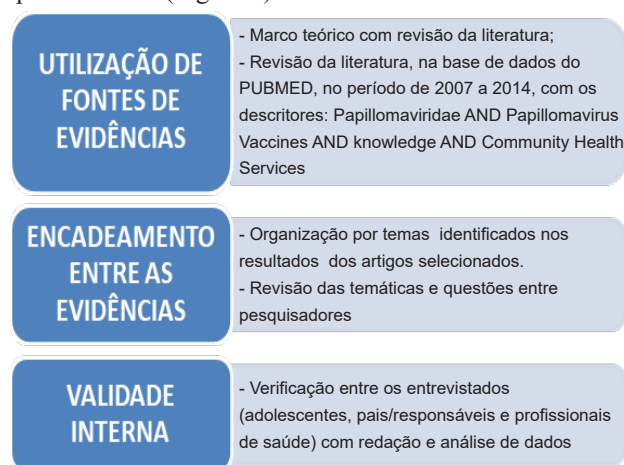 UTILIZAÇÃO DE
FONTES DE
EVIDÊNCIAS
- Marco teórico com revisão da literatura;
- Revisão da literatura, na base de dados do
PUBMED, no período de 2007 a 2014, com os
descritores: Papillomaviridae AND Papillomavirus
Vaccines AND knowledge AND Community Health
Services
ENCADEAMENTO
ENTRE AS
EVIDÊNCIAS
- Organização por temas identificados nos
resultados dos artigos selecionados.
- Revisão das temáticas e questões entre
pesquisadores
VALIDADE
INTERNA
- Verificação entre os entrevistados
(adolescentes, pais/responsáveis e profissionais
de saúde) com redação e análise de dados